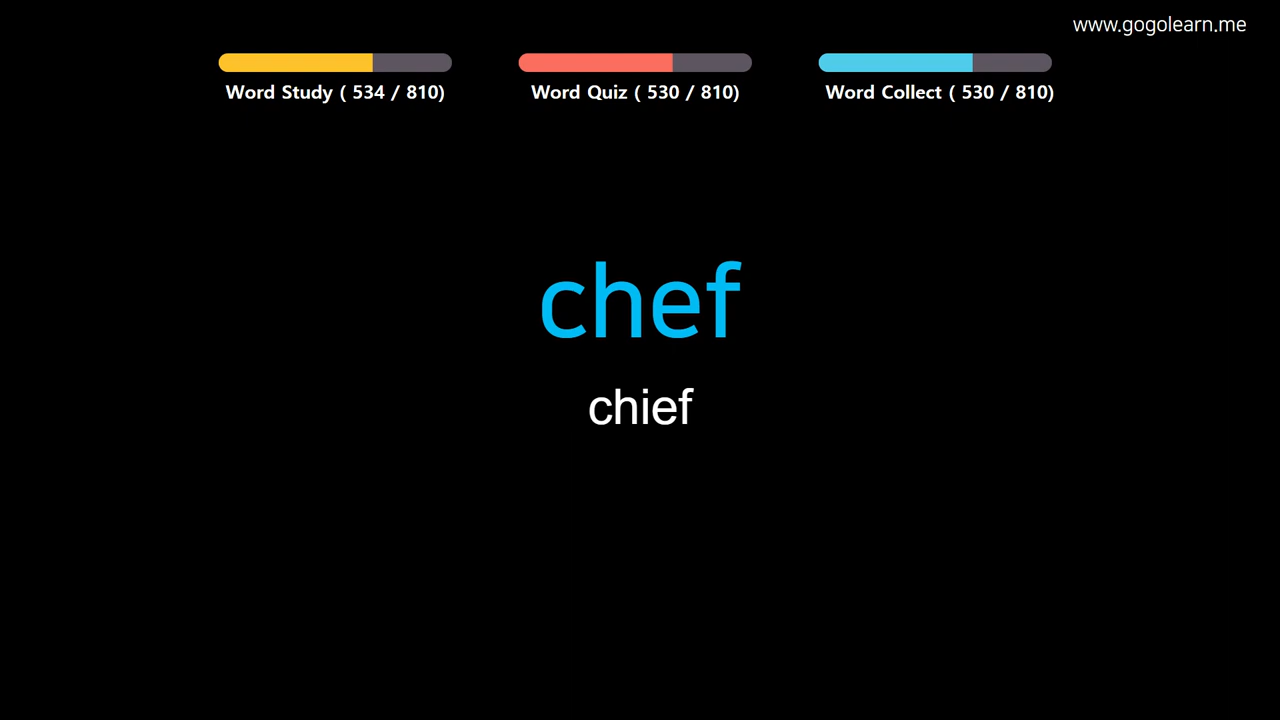 www.gogolearn.me
Word Study ( 534 / 810)
Word Quiz ( 530 / 810)
Word Collect ( 530 / 810)
chef
chief